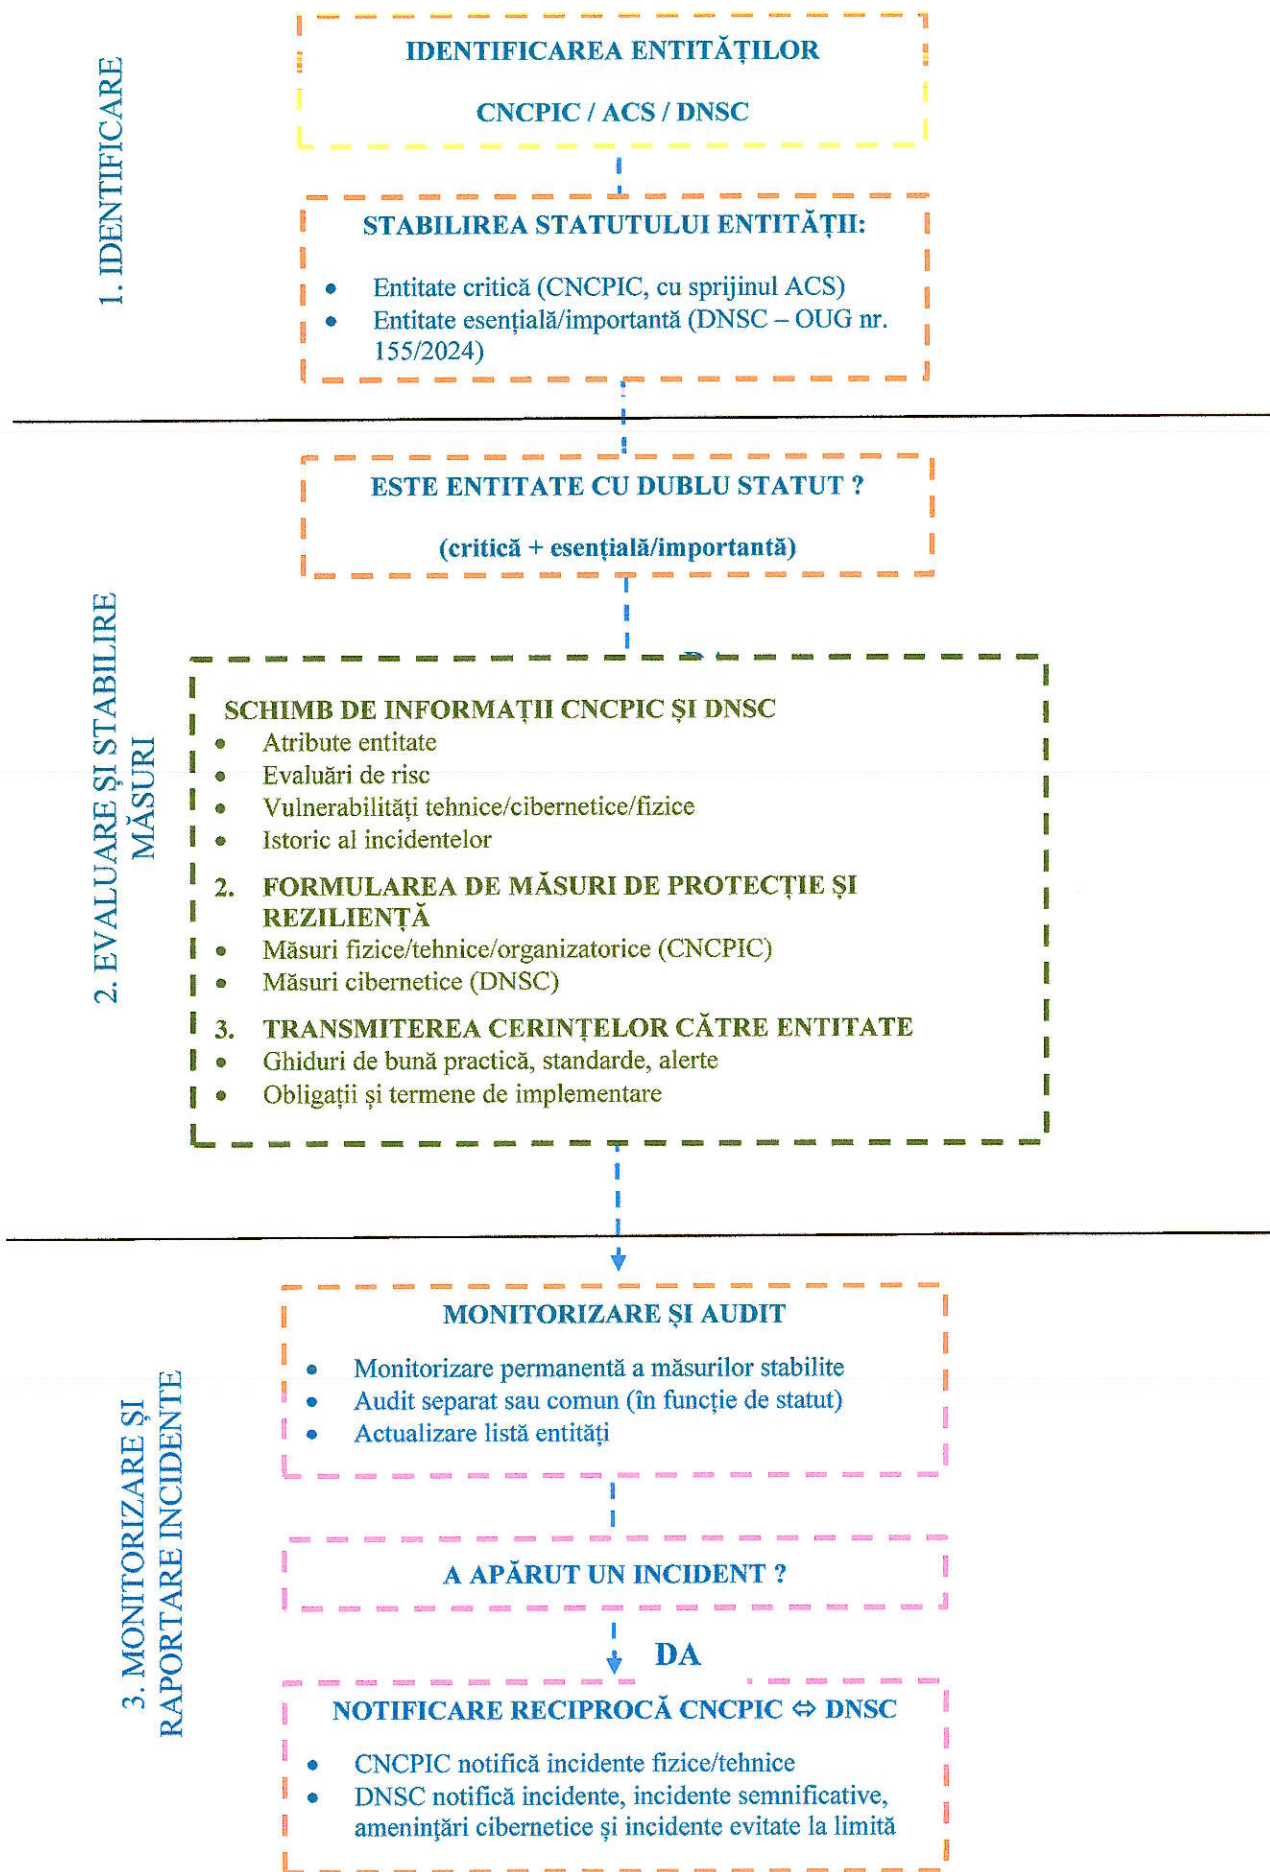 1. IDENTIFICARE
IDENTIFICAREA ENTITĂȚILOR
CNCPIC / ACS / DNSC
STABILIREA STATUTULUI ENTITĂȚII:
• Entitate critică (CNCPIC, cu sprijinul ACS)
• Entitate esențială/importantă (DNSC – OUG nr.
155/2024)
2. EVALUARE ȘI STABILIRE
MĂSURI
ESTE ENTITATE CU DUBLU STATUT ?
(critică + esențială/importantă)
SCHIMB DE INFORMAȚII CNCPIC ȘI DNSC
• Atribute entitate
• Evaluări de risc
• Vulnerabilități tehnice/cibernetice/fizice
• Istoric al incidentelor
2. FORMULAREA DE MĂSURI DE PROTECȚIE ȘI
REZILIENȚĂ
• Măsuri fizice/tehnice/organizatorice (CNCPIC)
• Măsuri cibernetice (DNSC)
3. TRANSMITEREA CERINȚELOR CĂTRE ENTITATE
• Ghiduri de bună practică, standarde, alerte
• Obligații și termene de implementare
3. MONITORIZARE ȘI
RAPORTARE INCIDENTE
MONITORIZARE ȘI AUDIT
• Monitorizare permanentă a măsurilor stabilite
• Audit separat sau comun (în funcție de statut)
• Actualizare listă entități
A APĂRUT UN INCIDENT ?
DA
NOTIFICARE RECIPROCĂ CNCPIC ⇔ DNSC
• CNCPIC notifică incidente fizice/tehnice
• DNSC notifică incidente, incidente semnificative,
amenințări cibernetice și incidente evitate la limită